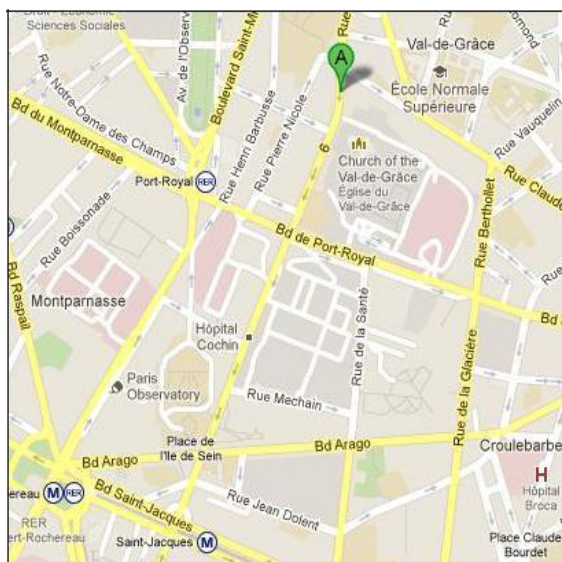 Sciences Sociales
Av. de l'Observ
Boulevard Saint-Mi
Rue
A
Val-de-Grâce
École Normale
Supérieure
Rue Vauquelin
Rue Claude
Rue Notre-Dame des Champs
Bd du Montparnasse
Rue Henri Barbusse
Rue Pierre Nicole
9
Church of the
Val-de-Grâce
Église du
Val-de-Grâce
Rue Berthollet
Port-Royal
RER
Rue Boissonade
Bd de Port-Royal
Bd Raspail
Montparnasse
Hôpital
Cochin
Rue de la Santé
Rue de la Glacière
Paris
Observatory
Rue Mechain
Place de
l'Ile de Sein
Bd Arago
Bd Arago
Croulebarbe
H
Hôpital
Broca
ereau
M
RER
Bd Saint-Jacques
Rue Jean Dolent
Saint-Jacques
M
RER
ert-Rochereau
Place Claude
Bourdet